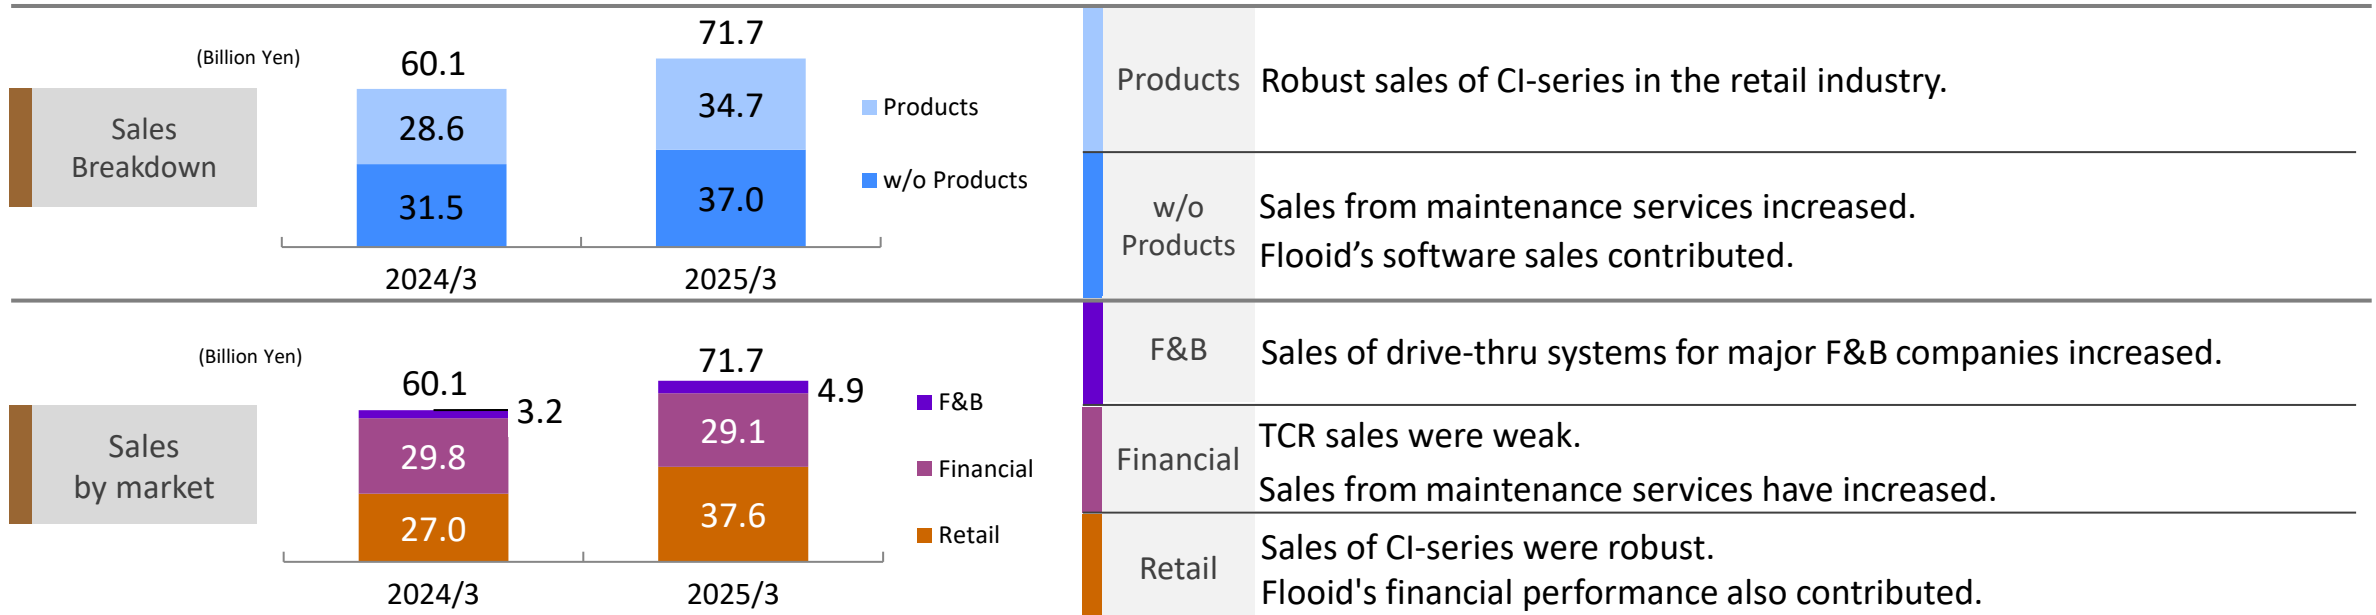 Sales
Breakdown
(Billion Yen)
60.1
28.6
31.5
71.7
34.7
37.0
2024/3
2025/3
Products
w/o Products
Products
Robust sales of CI-series in the retail industry.
w/o
Products
Sales from maintenance services increased.
Flooid’s software sales contributed.
Sales
by market
(Billion Yen)
60.1
3.2
29.8
27.0
71.7
4.9
29.1
37.6
2024/3
2025/3
F&B
Financial
Retail
F&B
Sales of drive-thru systems for major F&B companies increased.
Financial
TCR sales were weak.
Sales from maintenance services have increased.
Retail
Sales of CI-series were robust.
Flooid's financial performance also contributed.